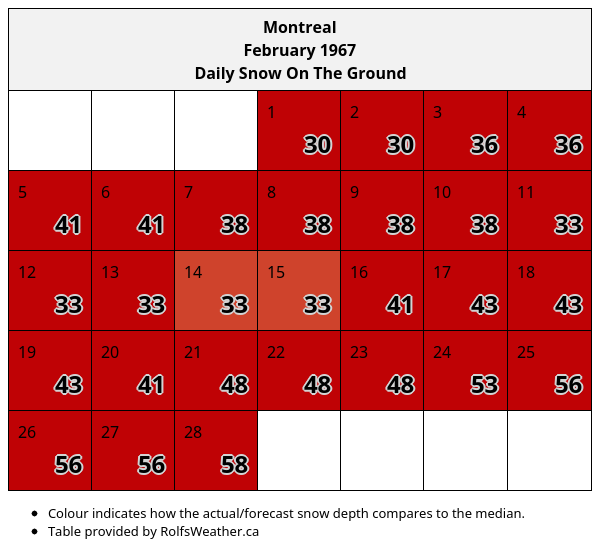 Montreal
February 1967
Daily Snow On The Ground
1 2 3 4
30 30 36 36
5 6 7 8 9 10 11
41 41 38 38 38 38 33
12 13 14 15 16 17 18
33 33 33 33 41 43 43
19 20 21 22 23 24 25
43 41 48 48 48 53 56
26 27 28
56 56 58
• Colour indicates how the actual/forecast snow depth compares to the median.
• Table provided by RolfsWeather.ca